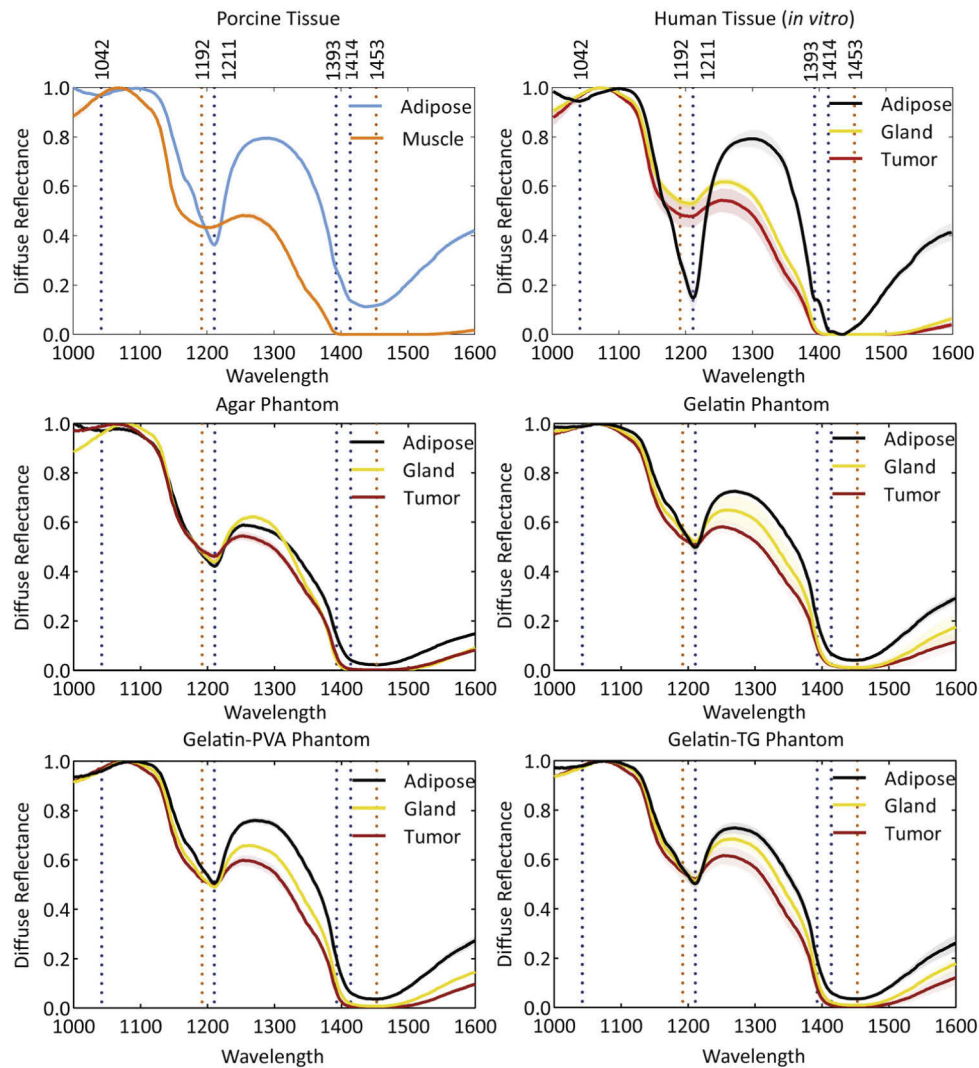 Porcine Tissue
Human Tissue (in vitro)
1042
1192
1211
1393
1414
1453
1042
1192
1211
1393
1414
1453
Diffuse Reflectance
1.0
0.8
0.6
0.4
0.2
0.0
Adipose
Muscle
1000 1100 1200 1300 1400 1500 1600
Wavelength
Diffuse Reflectance
1.0
0.8
0.6
0.4
0.2
0.0
Adipose
Gland
Tumor
1000 1100 1200 1300 1400 1500 1600
Wavelength
Agar Phantom
Diffuse Reflectance
1.0
0.8
0.6
0.4
0.2
0.0
Adipose
Gland
Tumor
1000 1100 1200 1300 1400 1500 1600
Wavelength
Gelatin Phantom
Diffuse Reflectance
1.0
0.8
0.6
0.4
0.2
0.0
Adipose
Gland
Tumor
1000 1100 1200 1300 1400 1500 1600
Wavelength
Gelatin-PVA Phantom
Diffuse Reflectance
1.0
0.8
0.6
0.4
0.2
0.0
Adipose
Gland
Tumor
1000 1100 1200 1300 1400 1500 1600
Wavelength
Gelatin-TG Phantom
Diffuse Reflectance
1.0
0.8
0.6
0.4
0.2
0.0
Adipose
Gland
Tumor
1000 1100 1200 1300 1400 1500 1600
Wavelength